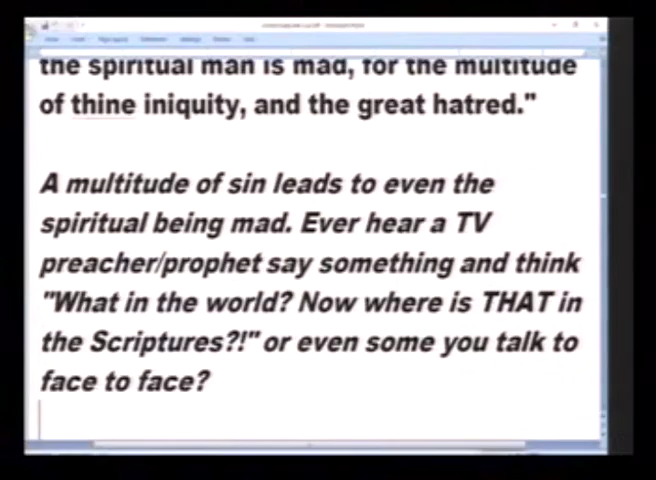 the spiritual man is mad, for the multitude
of thine iniquity, and the great hatred."
A multitude of sin leads to even the
spiritual being mad. Ever hear a TV
preacher/prophet say something and think
"What in the world? Now where is THAT in
the Scriptures?!" or even some you talk to
face to face?